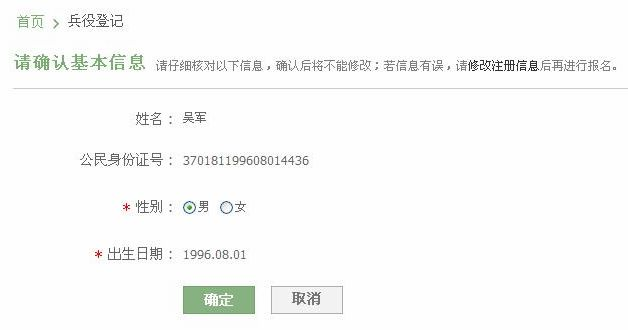 首页 > 兵役登记
请确认基本信息 请仔细核对以下信息，确认后将不能修改；若信息有误，请修改注册信息后再进行报名。
姓名： 吴军
公民身份证号： 370181199608014436
* 性别： 男 女
* 出生日期： 1996.08.01
确定 取消